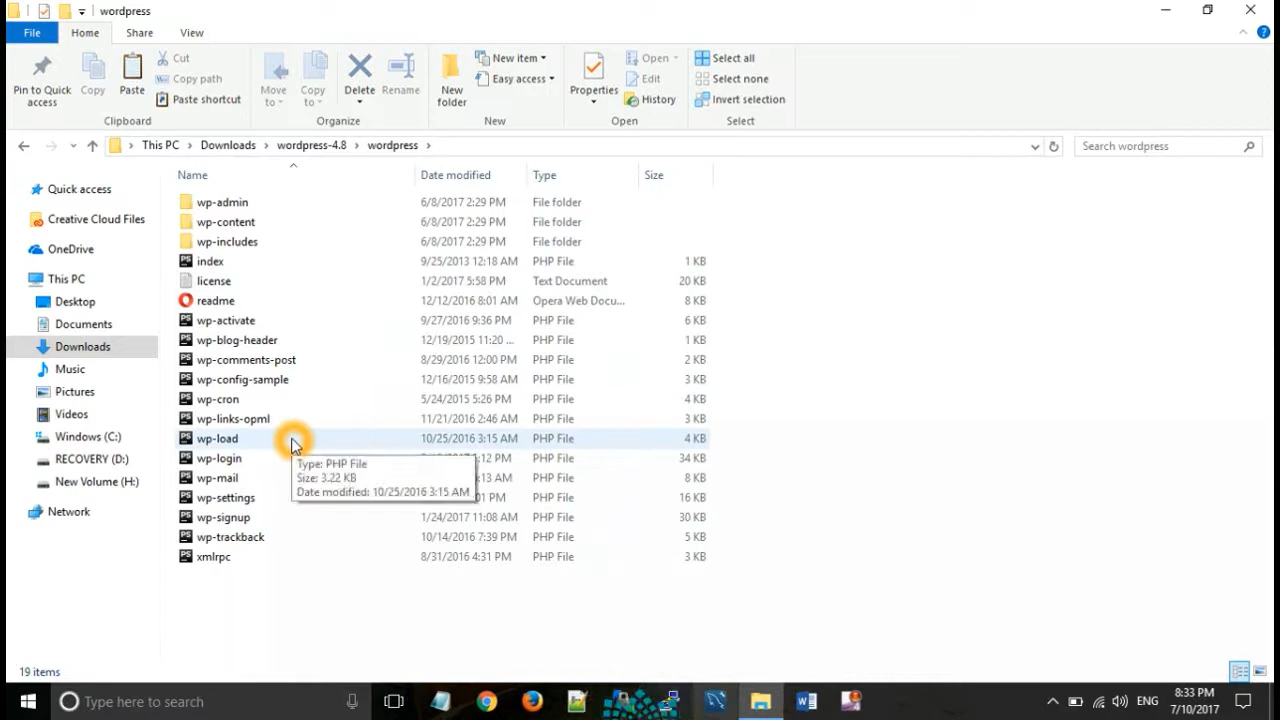 wordpress
File Home Share View
Pin to Quick access
Copy
Paste
Cut
Copy path
Paste shortcut
Move to
Copy to
Delete
Rename
New folder
New item
Easy access
Properties
Open
Edit
History
Select all
Select none
Invert selection
Clipboard Organize New Open Select
This PC Downloads wordpress-4.8 wordpress
Search wordpress
Name Date modified Type Size
Quick access
Creative Cloud Files
OneDrive
This PC
Desktop
Documents
Downloads
Music
Pictures
Videos
Windows (C:)
RECOVERY (D:)
New Volume (H:)
Network
wp-admin 6/8/2017 2:29 PM File folder
wp-content 6/8/2017 2:29 PM File folder
wp-includes 6/8/2017 2:29 PM File folder
index 9/25/2013 12:18 AM PHP File 1 KB
license 1/2/2017 5:58 PM Text Document 20 KB
readme 12/12/2016 8:01 AM Opera Web Docu... 8 KB
wp-activate 9/27/2016 9:36 PM PHP File 6 KB
wp-blog-header 12/19/2015 11:20 ... PHP File 1 KB
wp-comments-post 8/29/2016 12:00 PM PHP File 2 KB
wp-config-sample 12/16/2015 9:58 AM PHP File 3 KB
wp-cron 5/24/2015 5:26 PM PHP File 4 KB
wp-links-opml 11/21/2016 2:46 AM PHP File 3 KB
wp-load 10/25/2016 3:15 AM PHP File 4 KB
wp-login :12 PM PHP File 34 KB
wp-mail :13 AM PHP File 8 KB
wp-settings :01 PM PHP File 16 KB
wp-signup 1/24/2017 11:08 AM PHP File 30 KB
wp-trackback 10/14/2016 7:39 PM PHP File 5 KB
xmlrpc 8/31/2016 4:31 PM PHP File 3 KB
Type: PHP File
Size: 3.22 KB
Date modified: 10/25/2016 3:15 AM
19 items
Type here to search
ENG
8:33 PM
7/10/2017